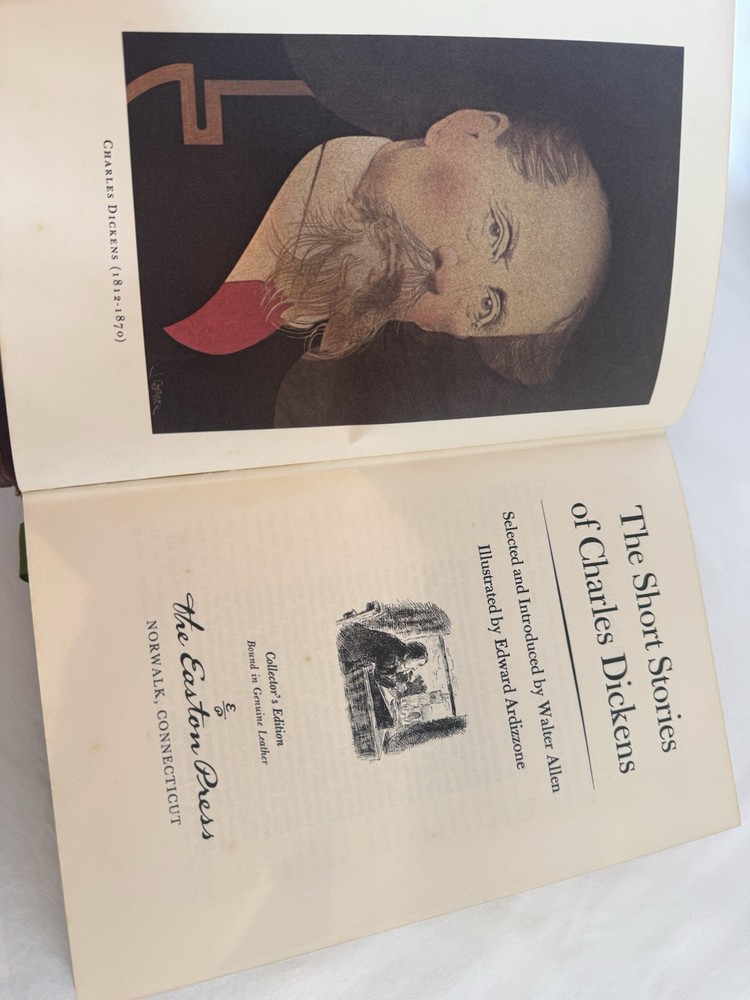 CHARLES DICKENS (1812-1870)
The Short Stories
of Charles Dickens
Selected and Introduced by Walter Allen
Illustrated by Edward Ardizzone
Collector's Edition
Bound in Genuine Leather
The Easton Press
NORWALK, CONNECTICUT